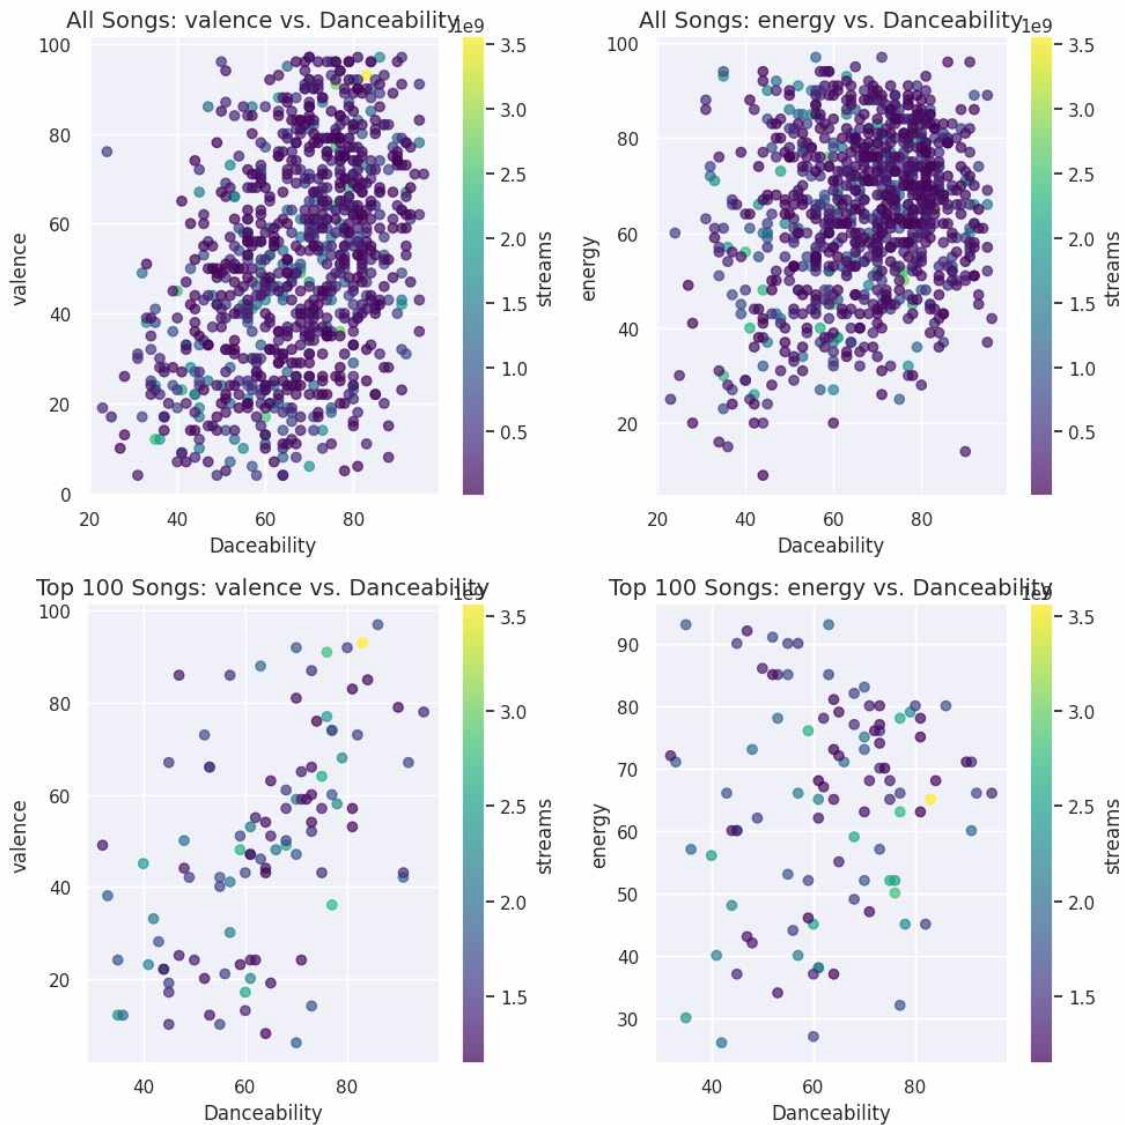 All Songs: valence vs. Danceability
1e9
100
80
60
40
20
0
valence
20 40 60 80
Daceability
3.5
3.0
2.5
2.0
1.5
1.0
0.5
streams
All Songs: energy vs. Danceability
1e9
100
80
60
40
20
energy
20 40 60 80
Daceability
3.5
3.0
2.5
2.0
1.5
1.0
0.5
streams
Top 100 Songs: valence vs. Danceability
1e9
100
80
60
40
20
valence
40 60 80
Danceability
3.5
3.0
2.5
2.0
1.5
streams
Top 100 Songs: energy vs. Danceability
1e9
90
80
70
60
50
40
30
energy
40 60 80
Danceability
3.5
3.0
2.5
2.0
1.5
streams